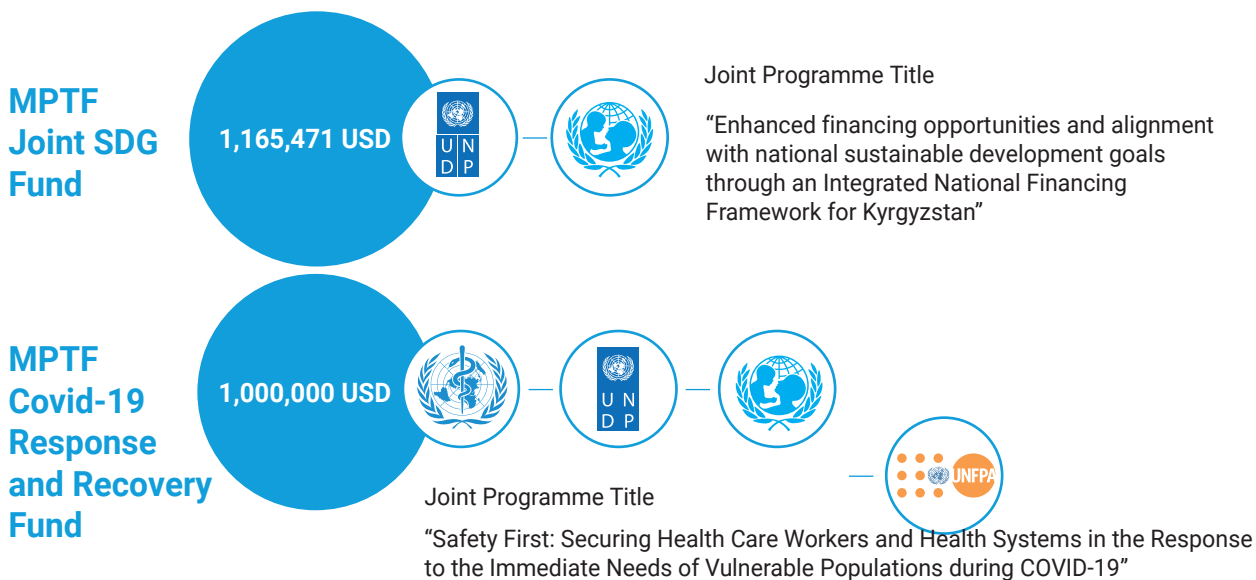 MPTF
Joint SDG
Fund
1,165,471 USD
U N
D P
Joint Programme Title
“Enhanced financing opportunities and alignment
with national sustainable development goals
through an Integrated National Financing
Framework for Kyrgyzstan”
MPTF
Covid-19
Response
and Recovery
Fund
1,000,000 USD
U N
D P
UNFPA
Joint Programme Title
“Safety First: Securing Health Care Workers and Health Systems in the Response
to the Immediate Needs of Vulnerable Populations during COVID-19”